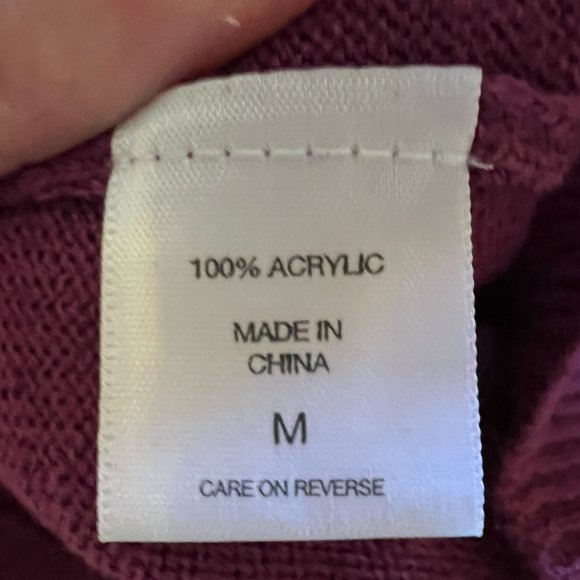 100% ACRYLIC
MADE IN
CHINA
M
CARE ON REVERSE